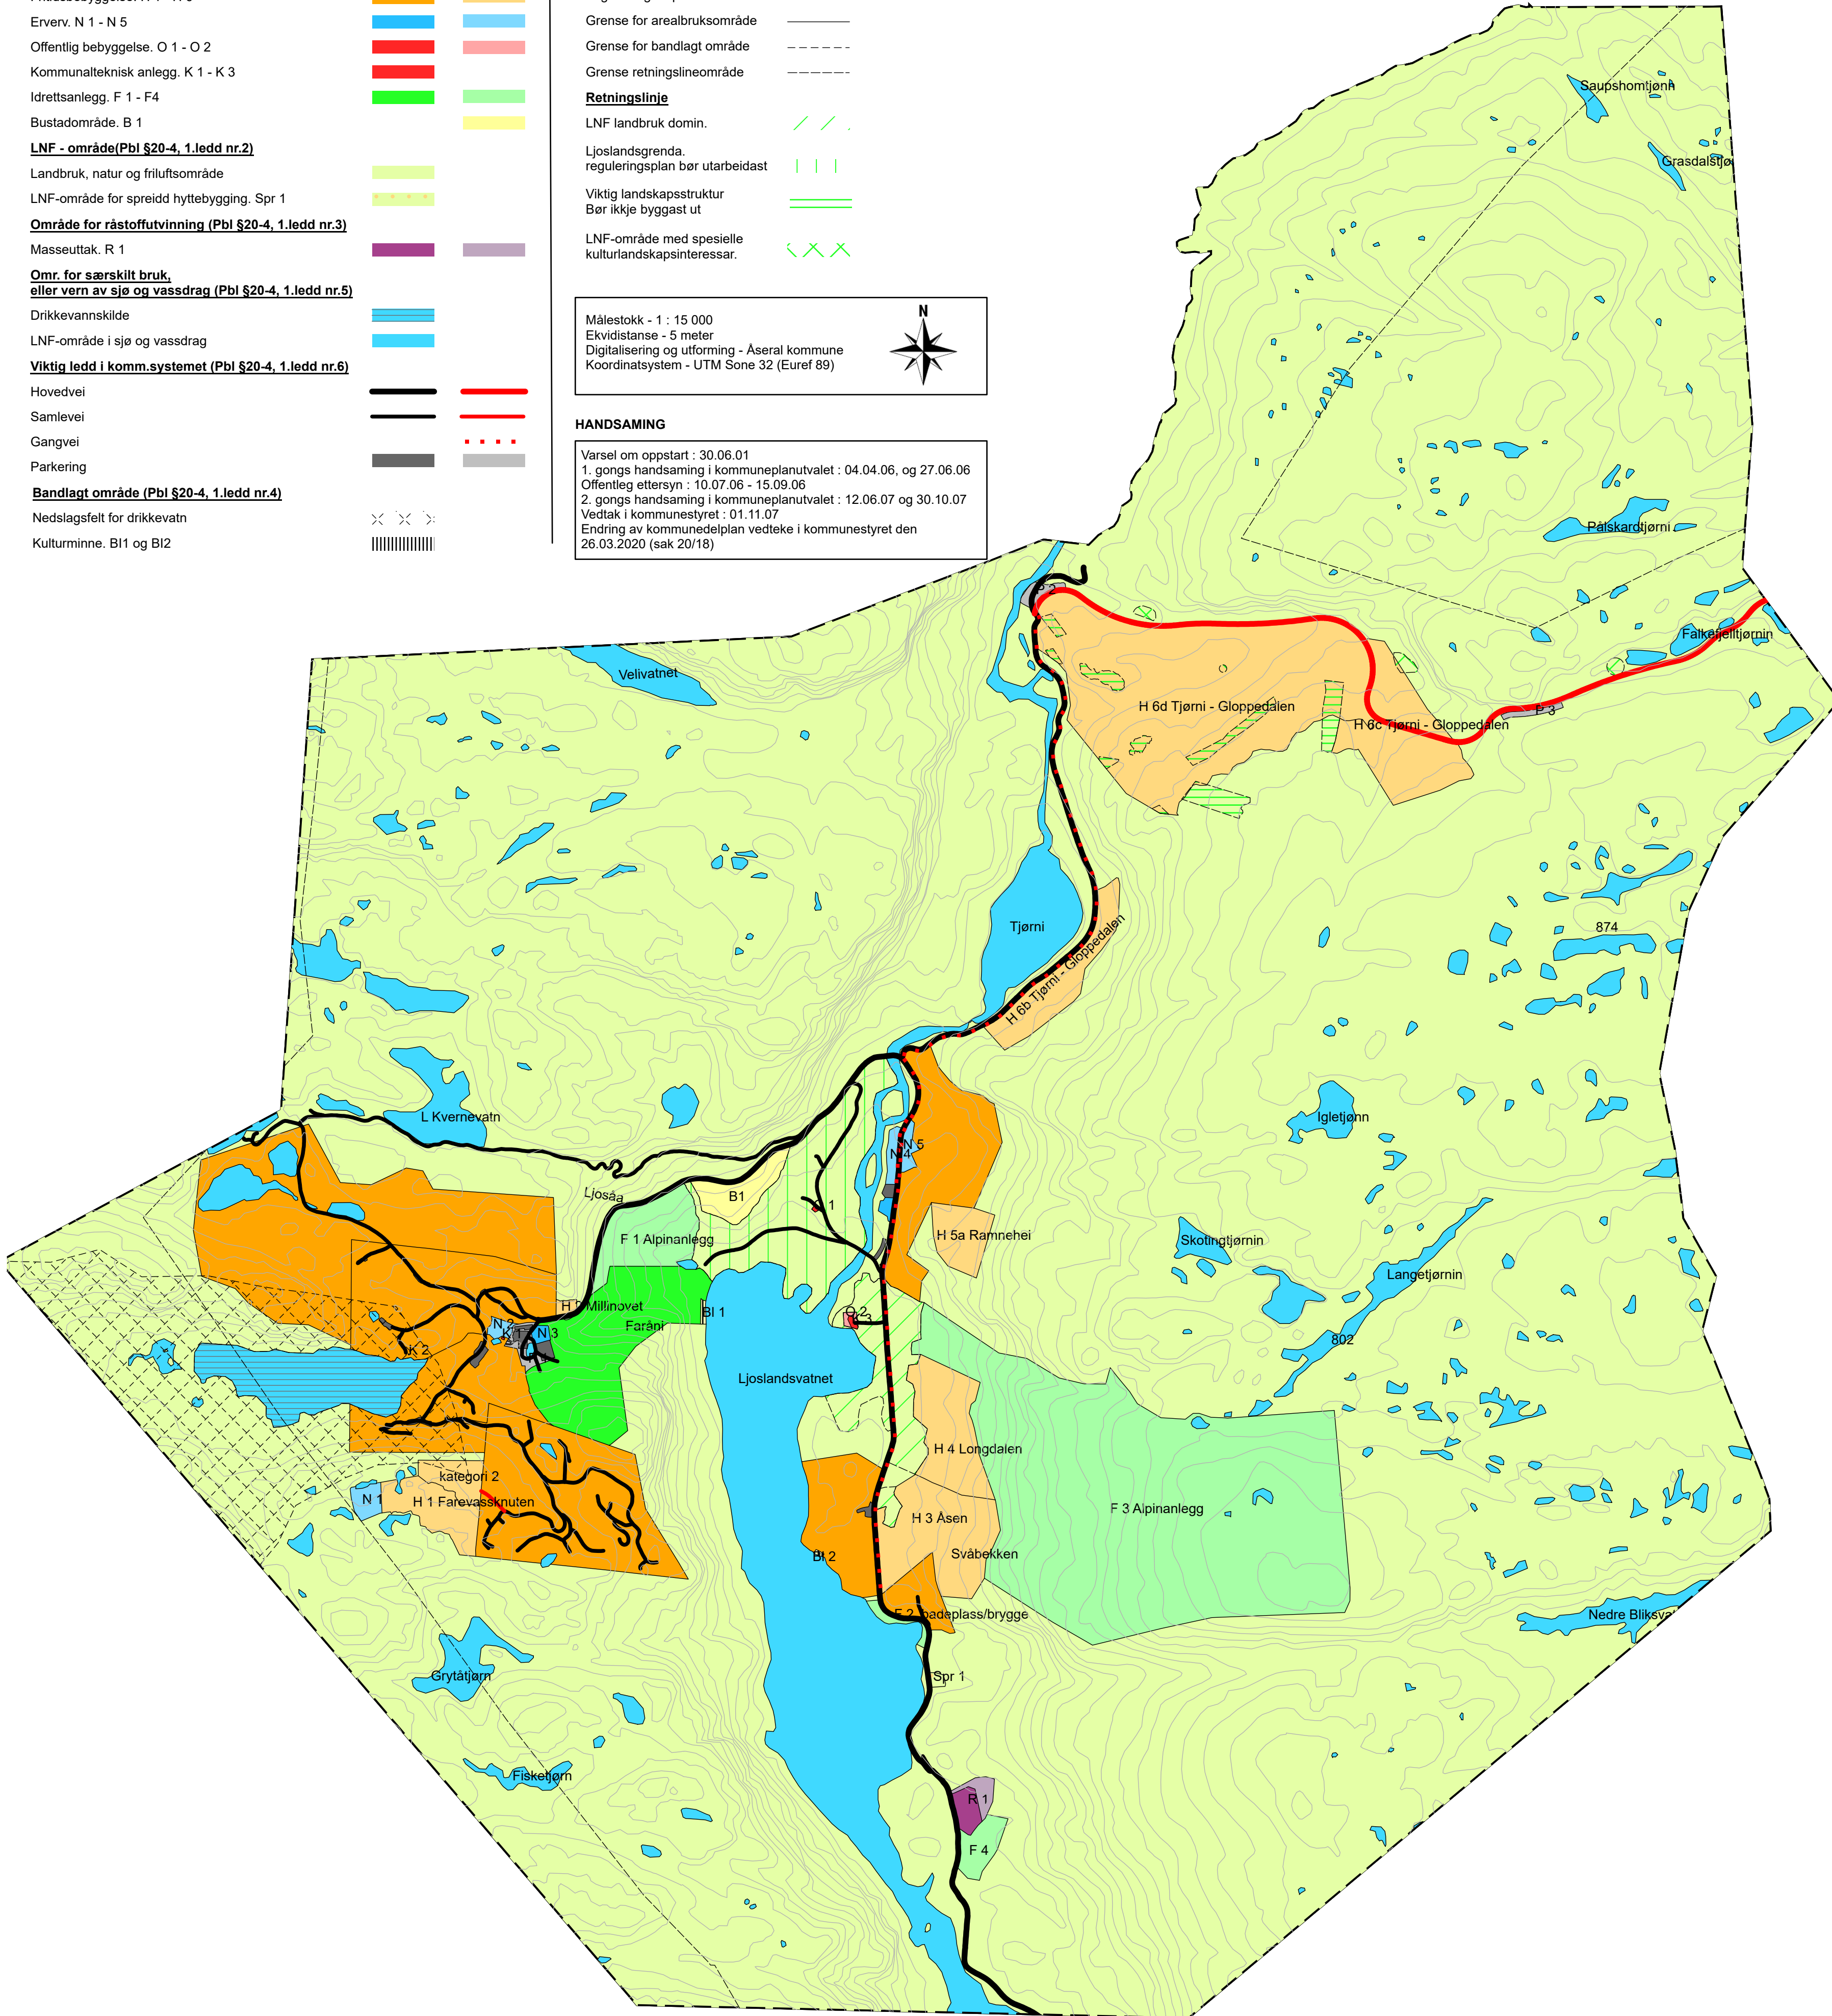 Erverv. N 1 - N 5
Offentlig bebyggelse. O 1 - O 2
Kommunalteknisk anlegg. K 1 - K 3
Idrettsanlegg. F 1 - F4
Bustadområde. B 1
LNF - område(Pbl §20-4, 1.ledd nr.2)
Landbruk, natur og friluftsområde
LNF-område for spreidd hyttebygging. Spr 1
Område for råstoffutvinning (Pbl §20-4, 1.ledd nr.3)
Masseuttak. R 1
Omr. for særskilt bruk,
eller vern av sjø og vassdrag (Pbl §20-4, 1.ledd nr.5)
Drikkevannskilde
LNF-område i sjø og vassdrag
Viktig ledd i komm.systemet (Pbl §20-4, 1.ledd nr.6)
Hovedvei
Samlevei
Gangvei
Parkering
Bandlagt område (Pbl §20-4, 1.ledd nr.4)
Nedslagsfelt for drikkevatn
Kulturminne. BI1 og BI2
Grense for arealbruksområde
Grense for bandlagt område
Grense retningslineområde
Retningslinje
LNF landbruk domin.
Ljoslandsgrenda.
reguleringsplan bør utarbeidast
Viktig landskapsstruktur
Bør ikkje byggast ut
LNF-område med spesielle
kulturlandskapsinteressar.
N
Målestokk - 1 : 15 000
Ekvidistanse - 5 meter
Digitalisering og utforming - Åseral kommune
Koordinatsystem - UTM Sone 32 (Euref 89)
HANDSAMING
Varsel om oppstart : 30.06.01
1. gongs handsaming i kommuneplanutvalet : 04.04.06, og 27.06.06
Offentleg ettersyn : 10.07.06 - 15.09.06
2. gongs handsaming i kommuneplanutvalet : 12.06.07 og 30.10.07
Vedtak i kommunestyret : 01.11.07
Endring av kommunedelplan vedteke i kommunestyret den
26.03.2020 (sak 20/18)
Saupshomtjønn
Grasdalstjø
Pålskardtjørni
P 2
Falkefjelltjørnin
Velivatnet
H 6d Tjørni - Gloppedalen
P 3
H 6c Tjørni - Gloppedalen
Tjørni
874
H 6b Tjørni - Gloppedalen
L Kvernevatn
Igletjønn
N 5
N 4
Ljosåa
B1
1
F 1 Alpinanlegg
H 5a Ramnehei
Skotingtjørnin
Langetjørnin
H 2 Millinovet
BI 1
O 2
K 3
Faråni
N 2
K 1
N 3
802
K 2
Ljoslandsvatnet
H 4 Longdalen
kategori 2
N 1
H 1 Farevassknuten
F 3 Alpinanlegg
H 3 Åsen
Svåbekken
BI 2
F 2, badeplass/brygge
Nedre Bliksva
Grytåtjørn
Spr 1
Fisketjørn
R 1
F 4